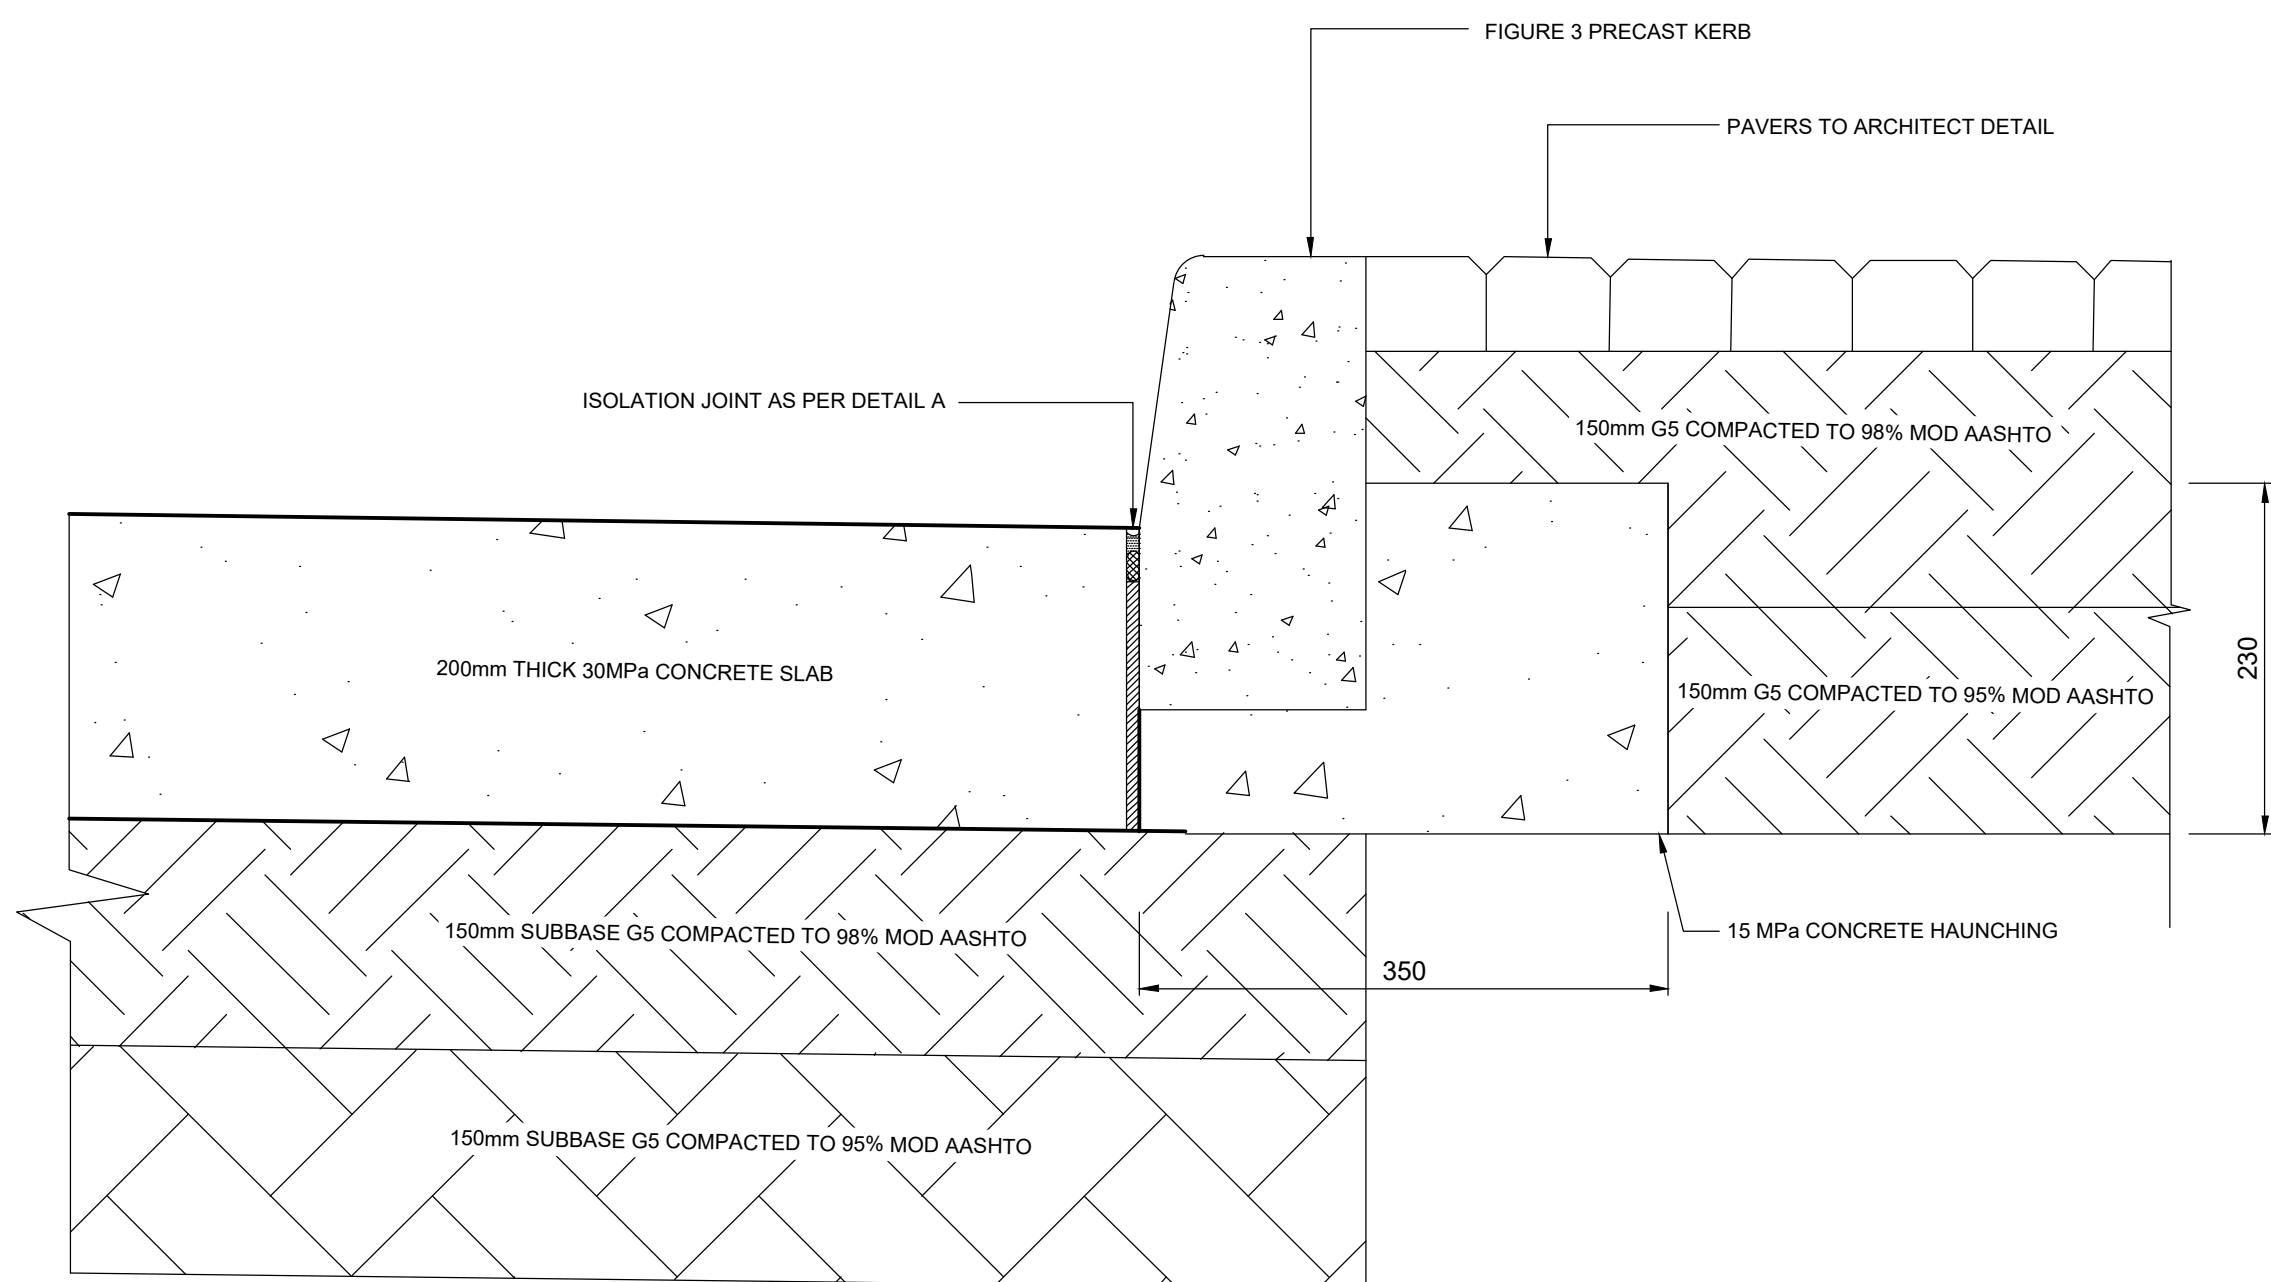 FIGURE 3 PRECAST KERB
PAVERS TO ARCHITECT DETAIL
ISOLATION JOINT AS PER DETAIL A
150mm G5 COMPACTED TO 98% MOD AASHTO
200mm THICK 30MPa CONCRETE SLAB
230
150mm G5 COMPACTED TO 95% MOD AASHTO
150mm SUBBASE G5 COMPACTED TO 98% MOD AASHTO
15 MPa CONCRETE HAUNCHING
350
150mm SUBBASE G5 COMPACTED TO 95% MOD AASHTO